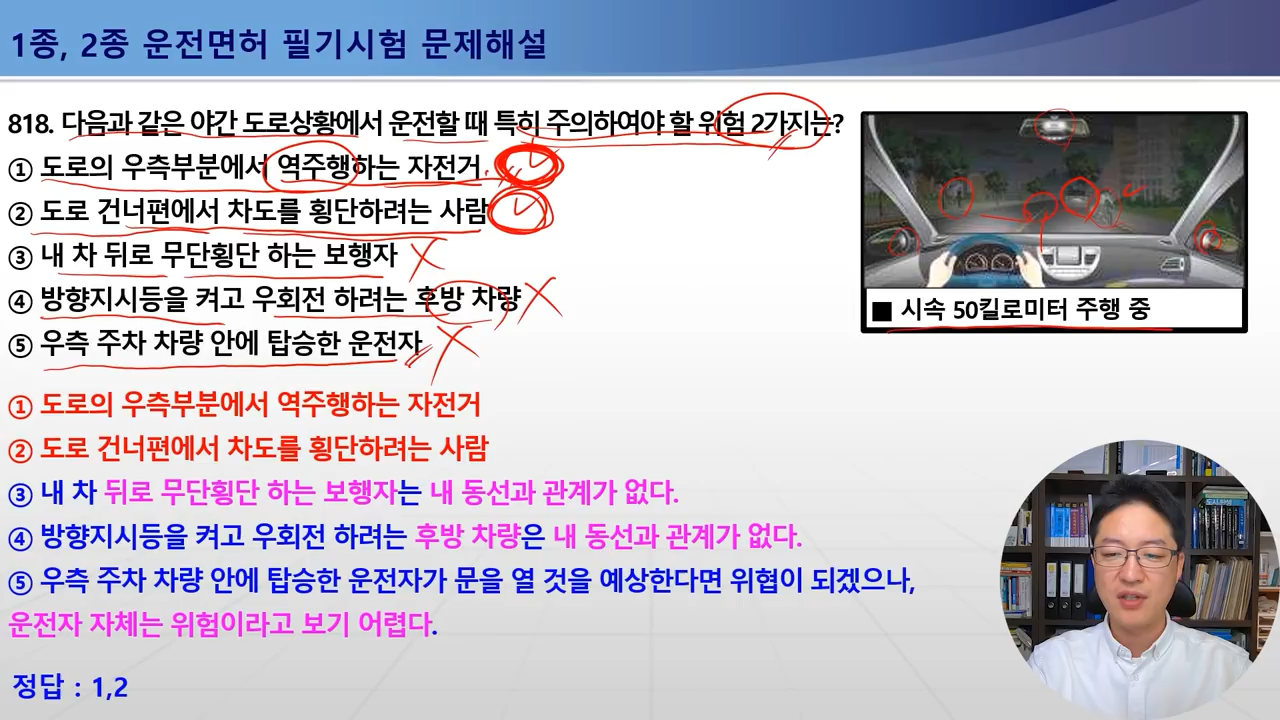 1종, 2종 운전면허 필기시험 문제해설
818. 다음과 같은 야간 도로상황에서 운전할 때 특히 주의하여야 할 위험 2가지는?
① 도로의 우측부분에서 역주행하는 자전거
② 도로 건너편에서 차도를 횡단하려는 사람
③ 내 차 뒤로 무단횡단 하는 보행자
④ 방향지시등을 켜고 우회전 하려는 후방 차량
⑤ 우측 주차 차량 안에 탑승한 운전자
■ 시속 50킬로미터 주행 중
① 도로의 우측부분에서 역주행하는 자전거
② 도로 건너편에서 차도를 횡단하려는 사람
③ 내 차 뒤로 무단횡단 하는 보행자는 내 동선과 관계가 없다.
④ 방향지시등을 켜고 우회전 하려는 후방 차량은 내 동선과 관계가 없다.
⑤ 우측 주차 차량 안에 탑승한 운전자가 문을 열 것을 예상한다면 위협이 되겠으나,
운전자 자체는 위험이라고 보기 어렵다.
정답 : 1,2